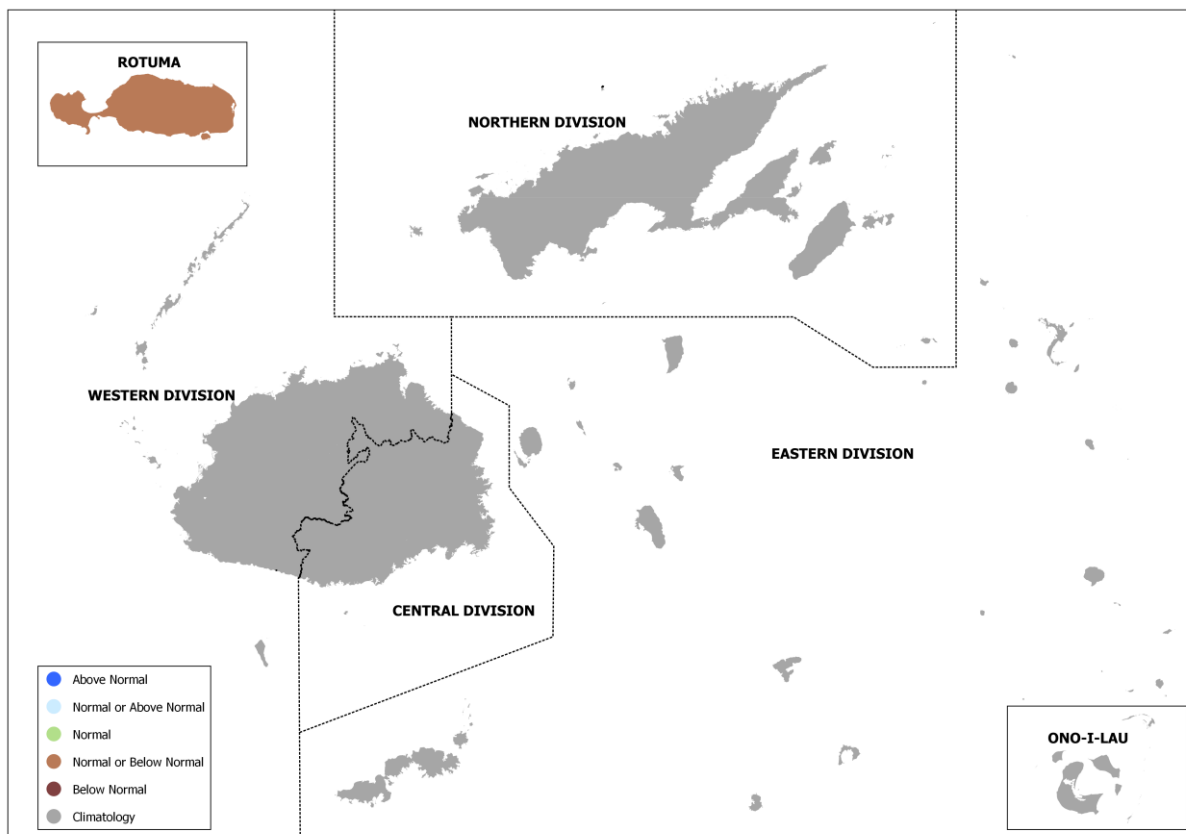 ROTUMA
NORTHERN DIVISION
WESTERN DIVISION
EASTERN DIVISION
CENTRAL DIVISION
Above Normal
Normal or Above Normal
Normal
Normal or Below Normal
Below Normal
Climatology
ONO-I-LAU